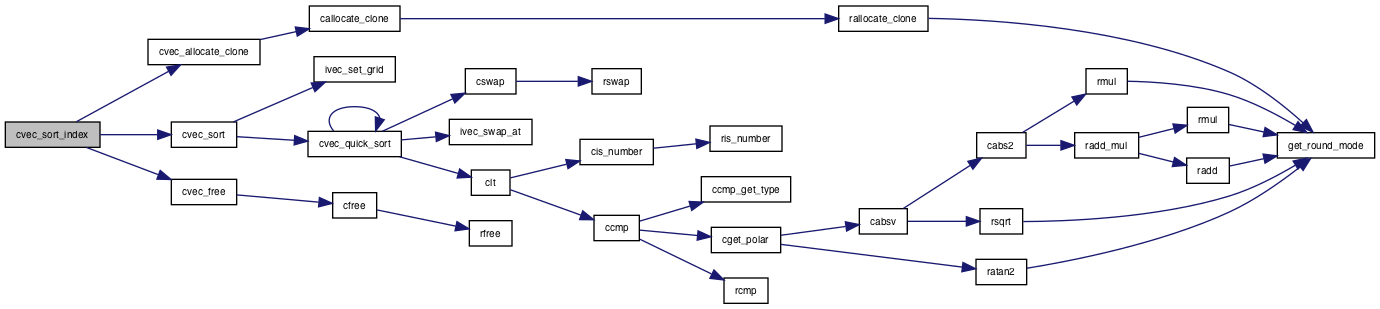 cvec_sort_index
cvec_allocate_clone
cvec_sort
cvec_free
callocate_clone
ivec_set_grid
cvec_quick_sort
cfree
cswap
ivec_swap_at
clt
rfree
rswap
cis_number
ccmp
ris_number
ccmp_get_type
cget_polar
rcmp
rallocate_clone
cabsv
cabs2
rsqrt
ratan2
rmul
radd_mul
rmul
radd
get_round_mode